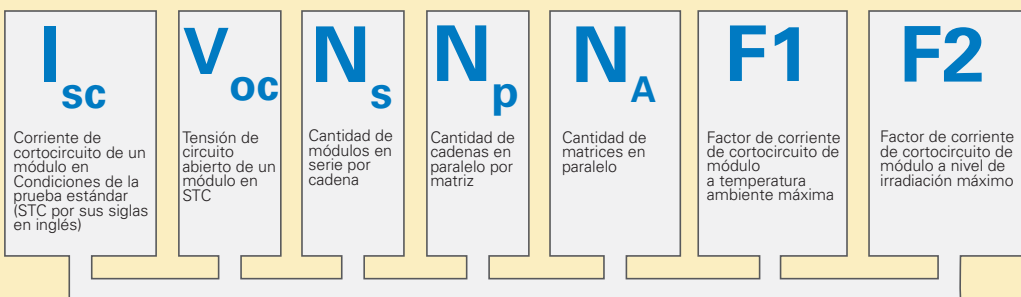 Isc
Corriente de
cortocircuito de un
módulo en
Condiciones de la
prueba estándar
(STC por sus siglas
en inglés)
Voc
Tensión de
circuito
abierto de un
módulo en
STC
Ns
Cantidad de
módulos en
serie por
cadena
Np
Cantidad de
cadenas en
paralelo por
matriz
NA
Cantidad de
matrices en
paralelo
F1
Factor de corriente
de cortocircuito de
módulo
a temperatura
ambiente máxima
F2
Factor de corriente
de cortocircuito de
módulo a nivel de
irradiación máximo